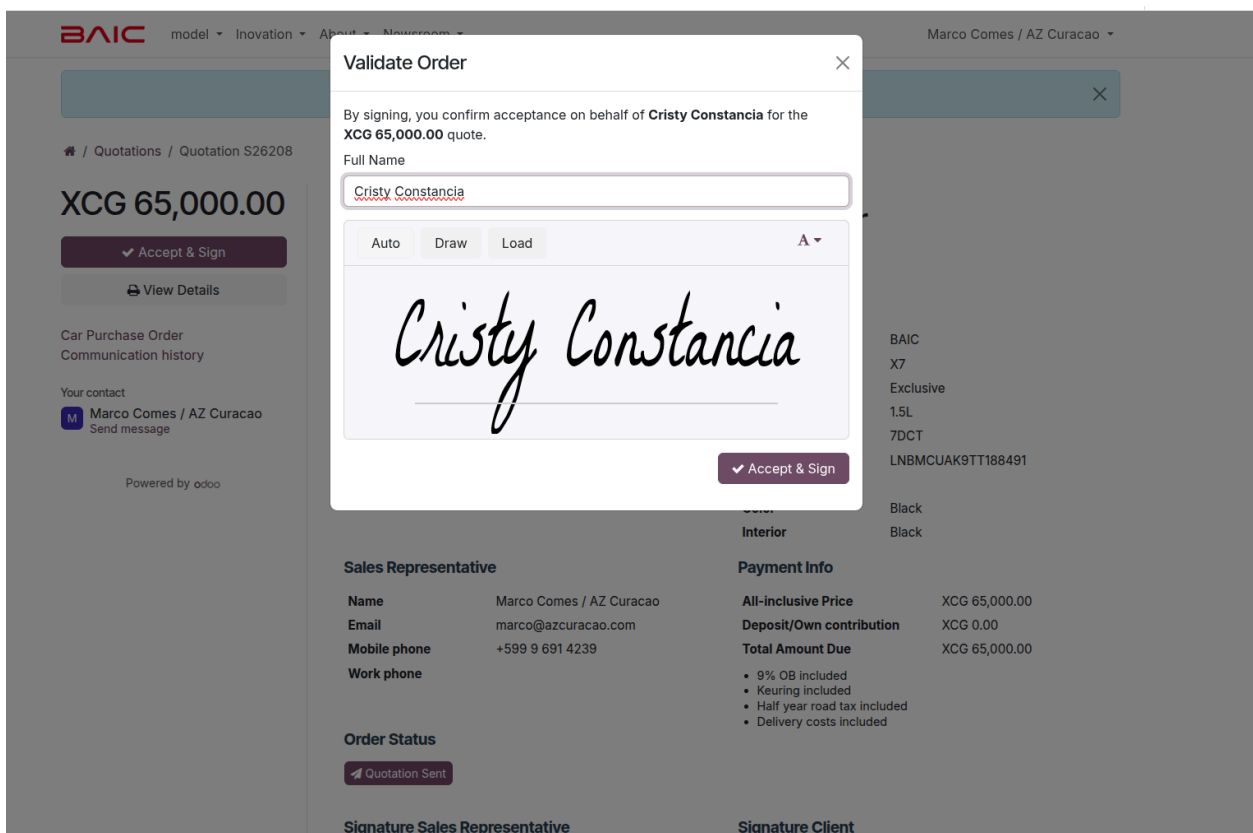 BAIC
model
Inovation
About
Newsroom
Marco Comes / AZ Curacao
Validate Order
By signing, you confirm acceptance on behalf of Cristy Constancia for the
XCG 65,000.00 quote.
Full Name
Cristy Constancia
Auto
Draw
Load
A
Cristy Constancia
Accept & Sign
/ Quotations / Quotation S26208
XCG 65,000.00
Accept & Sign
View Details
Car Purchase Order
Communication history
Your contact
M
Marco Comes / AZ Curacao
Send message
Powered by odoo
BAIC
X7
Exclusive
1.5L
7DCT
LNBMCUAK9TT188491
Color Black
Interior Black
Sales Representative
Name Marco Comes / AZ Curacao
Email marco@azcuracao.com
Mobile phone +599 9 691 4239
Work phone
Payment Info
All-inclusive Price XCG 65,000.00
Deposit/Own contribution XCG 0.00
Total Amount Due XCG 65,000.00
9% OB included
Keuring included
Half year road tax included
Delivery costs included
Order Status
Quotation Sent
Signature Sales Representative
Signature Client